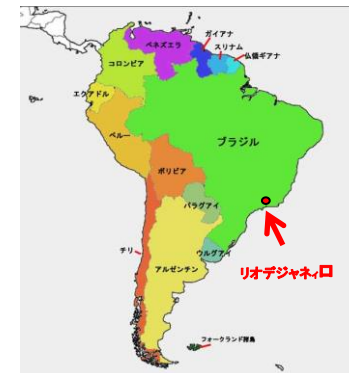 ガイアナ
スリナム
仏領ギアナ
ベネズエラ
コロンビア
エクアドル
ペルー
ブラジル
ボリビア
パラグアイ
チリ
ウルグアイ
アルゼンチン
リオデジャネィロ
フォークランド諸島